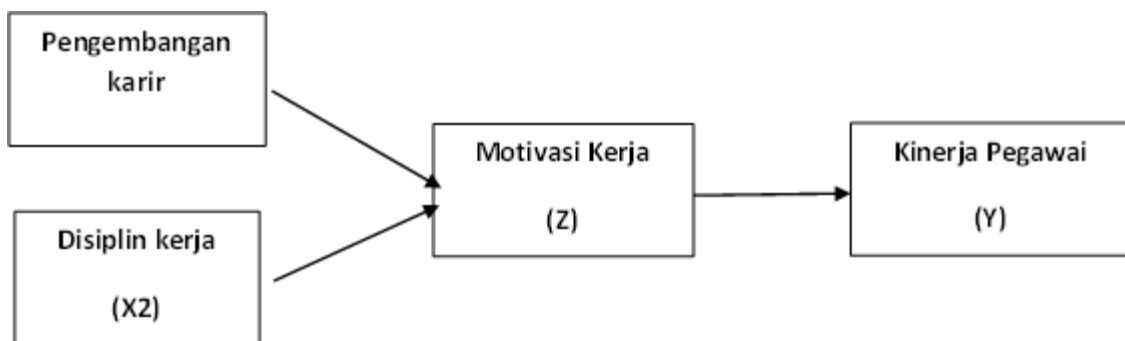 Pengembangan
karir
Disiplin kerja
(X2)
Motivasi Kerja
(Z)
Kinerja Pegawai
(Y)